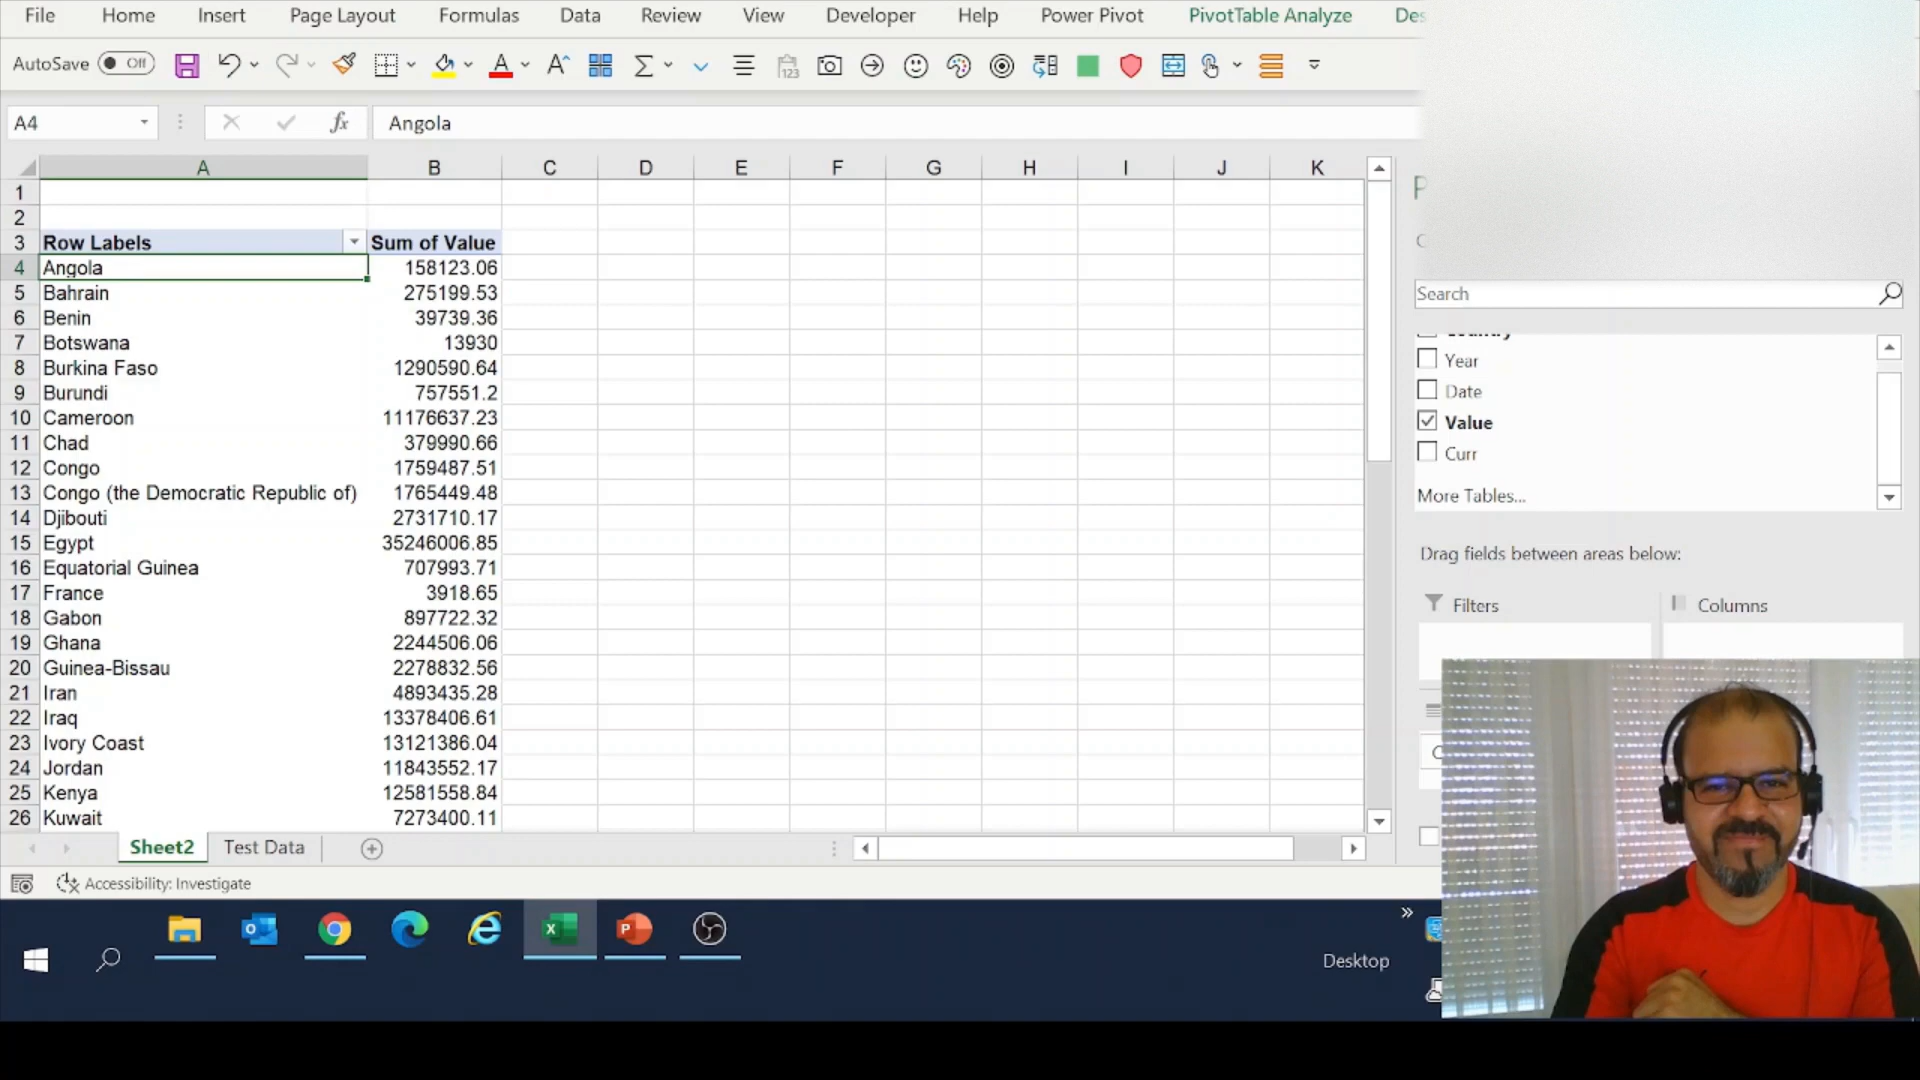 File Home Insert Page Layout Formulas Data Review View Developer Help Power Pivot PivotTable Analyze
AutoSave Off
A4 fx Angola
A B C D E F G H I J K
1
2
3 Row Labels Sum of Value
4 Angola 158123.06
5 Bahrain 275199.53
6 Benin 39739.36
7 Botswana 13930
8 Burkina Faso 1290590.64
9 Burundi 757551.2
10 Cameroon 11176637.23
11 Chad 379990.66
12 Congo 1759487.51
13 Congo (the Democratic Republic of) 1765449.48
14 Djibouti 2731710.17
15 Egypt 35246006.85
16 Equatorial Guinea 707993.71
17 France 3918.65
18 Gabon 897722.32
19 Ghana 2244506.06
20 Guinea-Bissau 2278832.56
21 Iran 4893435.28
22 Iraq 13378406.61
23 Ivory Coast 13121386.04
24 Jordan 11843552.17
25 Kenya 12581558.84
26 Kuwait 7273400.11
Sheet2 Test Data
Accessibility: Investigate
Search
Year
Date
Value
Curr
More Tables...
Drag fields between areas below:
Filters Columns
Desktop